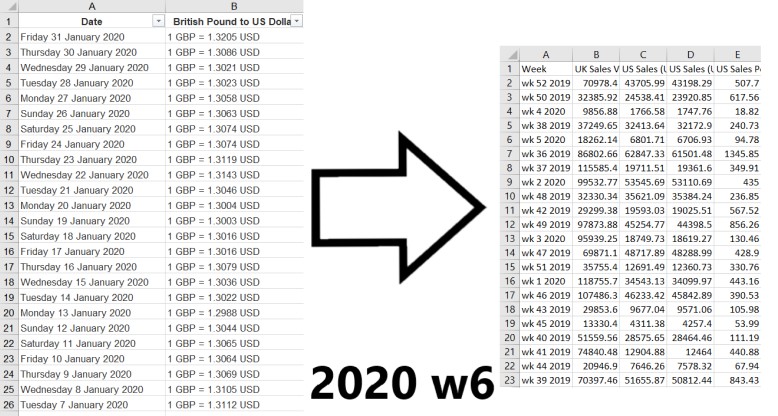 A B
1 Date British Pound to US Dolla
2 Friday 31 January 2020 1 GBP = 1.3205 USD
3 Thursday 30 January 2020 1 GBP = 1.3086 USD
4 Wednesday 29 January 2020 1 GBP = 1.3021 USD
5 Tuesday 28 January 2020 1 GBP = 1.3023 USD
6 Monday 27 January 2020 1 GBP = 1.3058 USD
7 Sunday 26 January 2020 1 GBP = 1.3063 USD
8 Saturday 25 January 2020 1 GBP = 1.3074 USD
9 Friday 24 January 2020 1 GBP = 1.3074 USD
10 Thursday 23 January 2020 1 GBP = 1.3119 USD
11 Wednesday 22 January 2020 1 GBP = 1.3143 USD
12 Tuesday 21 January 2020 1 GBP = 1.3046 USD
13 Monday 20 January 2020 1 GBP = 1.3004 USD
14 Sunday 19 January 2020 1 GBP = 1.3003 USD
15 Saturday 18 January 2020 1 GBP = 1.3016 USD
16 Friday 17 January 2020 1 GBP = 1.3016 USD
17 Thursday 16 January 2020 1 GBP = 1.3079 USD
18 Wednesday 15 January 2020 1 GBP = 1.3036 USD
19 Tuesday 14 January 2020 1 GBP = 1.3022 USD
20 Monday 13 January 2020 1 GBP = 1.2988 USD
21 Sunday 12 January 2020 1 GBP = 1.3044 USD
22 Saturday 11 January 2020 1 GBP = 1.3065 USD
23 Friday 10 January 2020 1 GBP = 1.3064 USD
24 Thursday 9 January 2020 1 GBP = 1.3069 USD
25 Wednesday 8 January 2020 1 GBP = 1.3105 USD
26 Tuesday 7 January 2020 1 GBP = 1.3112 USD
2020 w6
A B C D E
1 Week UK Sales V US Sales (L US Sales (L US Sales P
2 wk 52 2019 70978.4 43705.99 43198.29 507.7
3 wk 50 2019 32385.92 24538.41 23920.85 617.56
4 wk 4 2020 9856.88 1766.58 1747.76 18.82
5 wk 38 2019 37249.65 32413.64 32172.9 240.73
6 wk 5 2020 18262.14 6801.71 6706.93 94.78
7 wk 36 2019 86802.66 62847.33 61501.48 1345.85
8 wk 37 2019 115585.4 19711.51 19361.6 349.91
9 wk 2 2020 99532.77 53545.69 53110.69 435
10 wk 48 2019 32330.34 35621.09 35384.24 236.85
11 wk 42 2019 29299.38 19593.03 19025.51 567.52
12 wk 49 2019 97873.88 45254.77 44398.5 856.26
13 wk 3 2020 95939.25 18749.73 18619.27 130.46
14 wk 47 2019 69871.1 48717.89 48288.99 428.9
15 wk 51 2019 35755.4 12691.49 12360.73 330.76
16 wk 1 2020 118755.7 34543.13 34099.97 443.16
17 wk 46 2019 107486.3 46233.42 45842.89 390.53
18 wk 43 2019 29853.6 9677.04 9571.06 105.98
19 wk 45 2019 13330.4 4311.38 4257.4 53.99
20 wk 40 2019 51559.56 28575.65 28464.46 111.19
21 wk 41 2019 74840.48 12904.88 12464 440.88
22 wk 44 2019 20946.9 7646.26 7578.32 67.94
23 wk 39 2019 70397.46 51655.87 50812.44 843.43